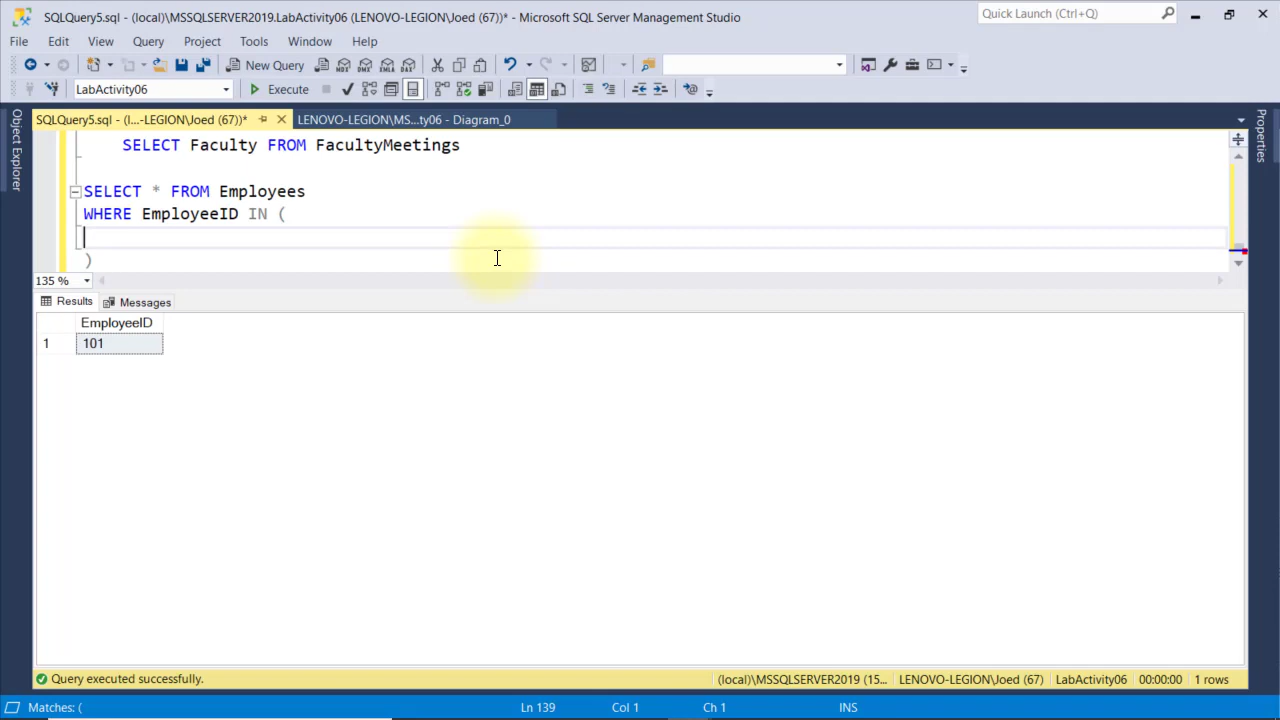 SQLQuery5.sql - (local)\MSSQLSERVER2019.LabActivity06 (LENOVO-LEGION\Joed (67))* - Microsoft SQL Server Management Studio
Quick Launch (Ctrl+Q)
File Edit View Query Project Tools Window Help
New Query MDX DMX XMLA DAX
LabActivity06 Execute
SQLQuery5.sql - (l...-LEGION\Joed (67))* LENOVO-LEGION\MS...ty06 - Diagram_0
Object Explorer
Properties
SELECT Faculty FROM FacultyMeetings
SELECT * FROM Employees
WHERE EmployeeID IN (
)
135 %
Results Messages
EmployeeID
1 101
Query executed successfully. (local)\MSSQLSERVER2019 (15... LENOVO-LEGION\Joed (67) LabActivity06 00:00:00 1 rows
Matches: ( Ln 139 Col 1 Ch 1 INS